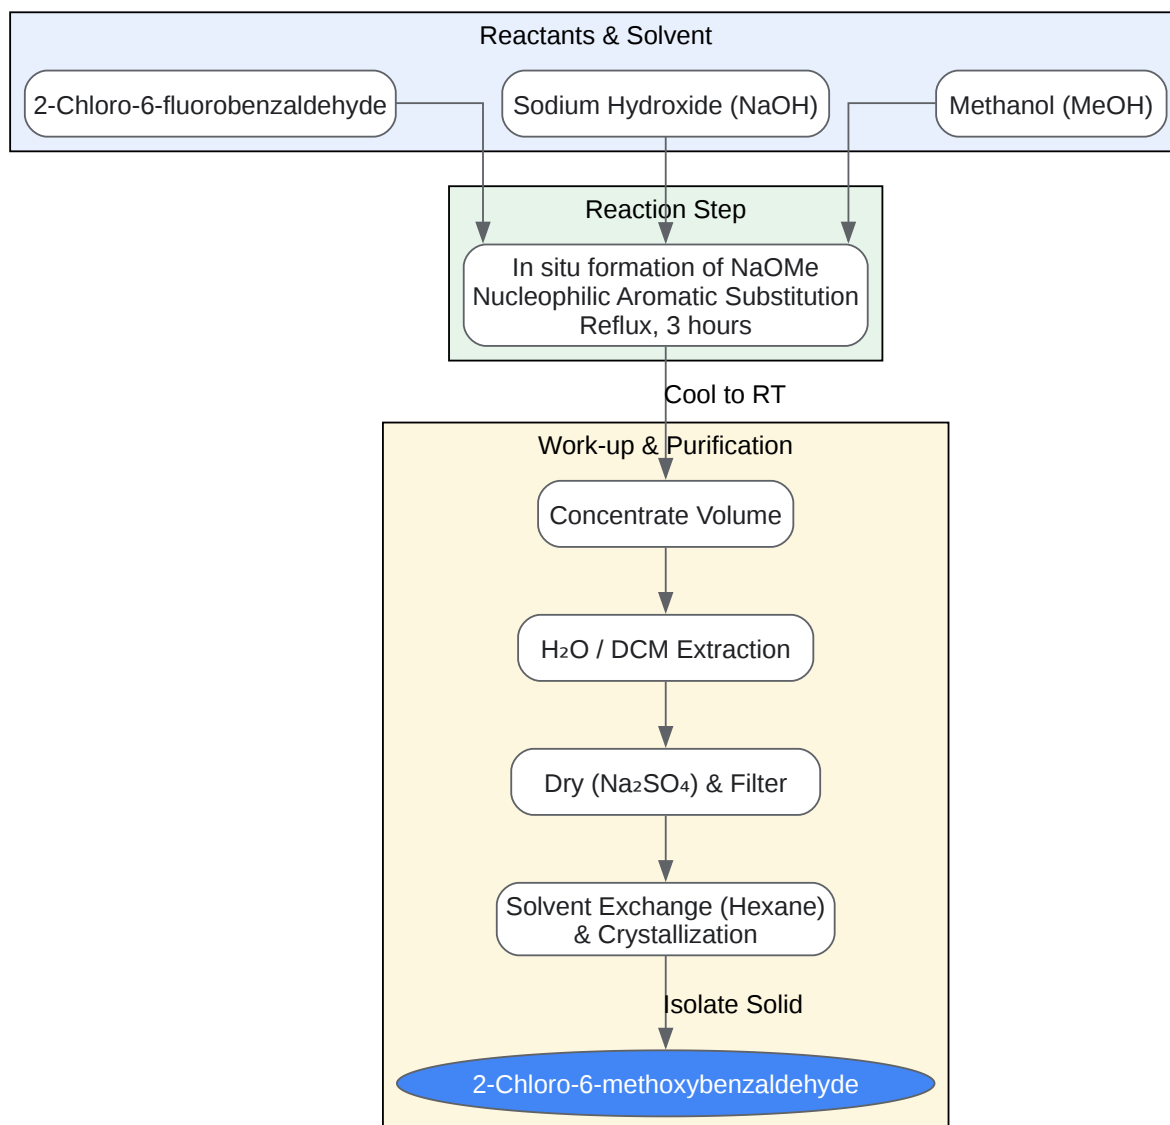 Reactants & Solvent
2-Chloro-6-fluorobenzaldehyde
Sodium Hydroxide (NaOH)
Methanol (MeOH)
Reaction Step
In situ formation of NaOMe
Nucleophilic Aromatic Substitution
Reflux, 3 hours
Cool to RT
Work-up & Purification
Concentrate Volume
H₂O / DCM Extraction
Dry (Na₂SO₄) & Filter
Solvent Exchange (Hexane)
& Crystallization
Isolate Solid
2-Chloro-6-methoxybenzaldehyde